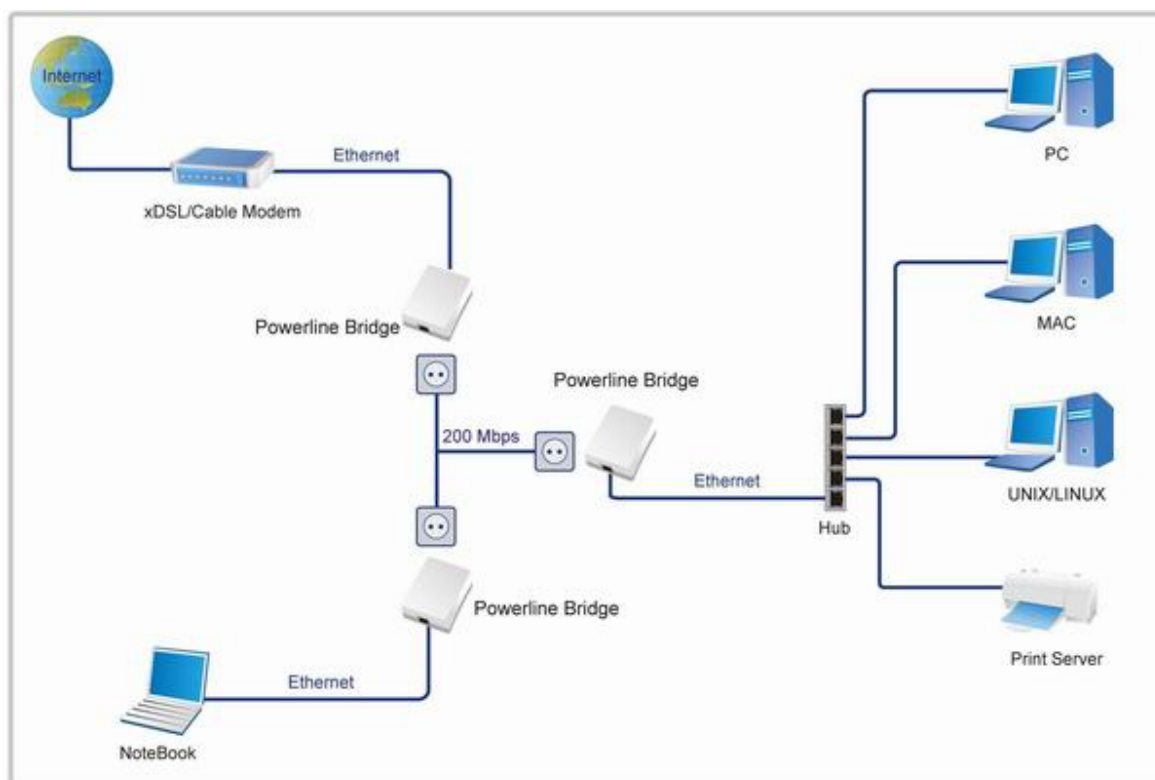 Internet
Ethernet
xDSL/Cable Modem
PC
Powerline Bridge
MAC
Powerline Bridge
200 Mbps
Ethernet
UNIX/LINUX
Hub
Powerline Bridge
Print Server
Ethernet
NoteBook